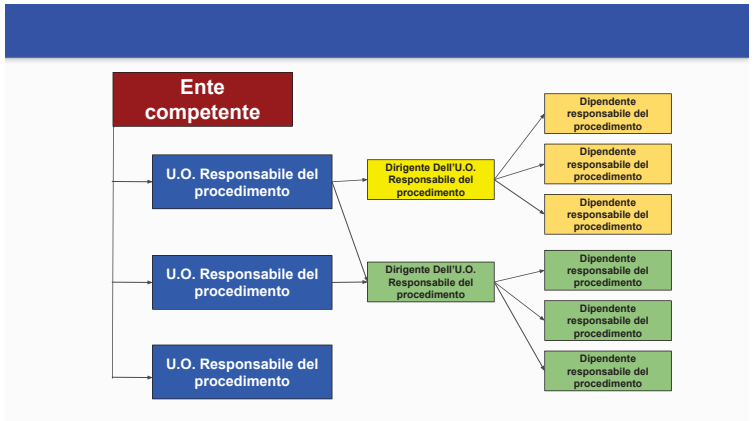 Ente
competente
U.O. Responsabile del
procedimento
U.O. Responsabile del
procedimento
U.O. Responsabile del
procedimento
Dirigente Dell'U.O.
Responsabile del
procedimento
Dirigente Dell'U.O.
Responsabile del
procedimento
Dipendente
responsabile del
procedimento
Dipendente
responsabile del
procedimento
Dipendente
responsabile del
procedimento
Dipendente
responsabile del
procedimento
Dipendente
responsabile del
procedimento
Dipendente
responsabile del
procedimento